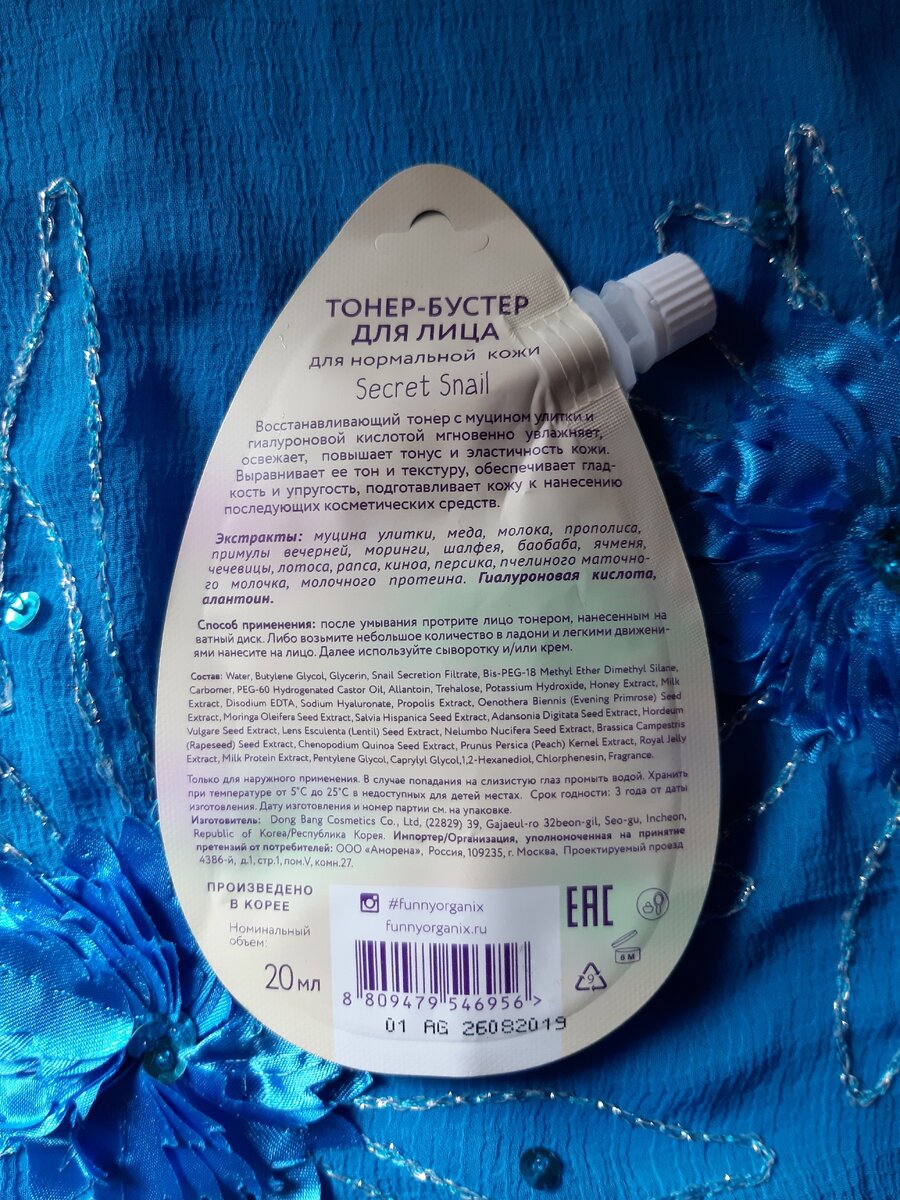 ТОНЕР-БУСТЕР
ДЛЯ ЛИЦА
для нормальной кожи
Secret Snail
Восстанавливающий тонер с муцином улитки и
гиалуроновой кислотой мгновенно увлажняет,
освежает, повышает тонус и эластичность кожи.
Выравнивает ее тон и текстуру, обеспечивает глад-
кость и упругость, подготавливает кожу к нанесению
последующих косметических средств.
Экстракты: муцина улитки, меда, молока, прополиса,
примулы вечерней, моринги, шалфея, баобаба, ячменя,
чечевицы, лотоса, рапса, киноа, персика, пчелиного маточно-
го молочка, молочного протеина. Гиалуроновая кислота,
алантоин.
Способ применения: после умывания протрите лицо тонером, нанесенным на
ватный диск. Либо возьмите небольшое количество в ладони и легкими движени-
ями нанесите на лицо. Далее используйте сыворотку и/или крем.
Состав: Water, Butylene Glycol, Glycerin, Snail Secretion Filtrate, Bis-PEG-18 Methyl Ether Dimethyl Silane,
Carbomer, PEG-60 Hydrogenated Castor Oil, Allantoin, Trehalose, Potassium Hydroxide, Honey Extract, Milk
Extract, Disodium EDTA, Sodium Hyaluronate, Propolis Extract, Oenothera Biennis (Evening Primrose) Seed
Extract, Moringa Oleifera Seed Extract, Salvia Hispanica Seed Extract, Adansonia Digitata Seed Extract, Hordeum
Vulgare Seed Extract, Lens Esculenta (Lentil) Seed Extract, Nelumbo Nucifera Seed Extract, Brassica Campestris
(Rapeseed) Seed Extract, Chenopodium Quinoa Seed Extract, Prunus Persica (Peach) Kernel Extract, Royal Jelly
Extract, Milk Protein Extract, Pentylene Glycol, Caprylyl Glycol,1,2-Hexanediol, Chlorphenesin, Fragrance.
Только для наружного применения. В случае попадания на слизистую глаз промыть водой. Хранить
при температуре от 5°C до 25°C в недоступных для детей местах. Срок годности: 3 года от даты
изготовления. Дату изготовления и номер партии см. на упаковке.
Изготовитель: Dong Bang Cosmetics Co., Ltd, (22829) 39, Gajaeul-ro 32beon-gil, Seo-gu, Incheon,
Republic of Korea/Республика Корея. Импортер/Организация, уполномоченная на принятие
претензий от потребителей: ООО «Аморена», Россия, 109235, г. Москва, Проектируемый проезд
4386-й, д.1, стр.1, пом.V, комн.27.
ПРОИЗВЕДЕНО
В КОРЕЕ
#funnyorganix
funnyorganix.ru
EAC
Номинальный
объем:
20 мл
6 М
9
8 809479 546956 >
01 AG 26082019